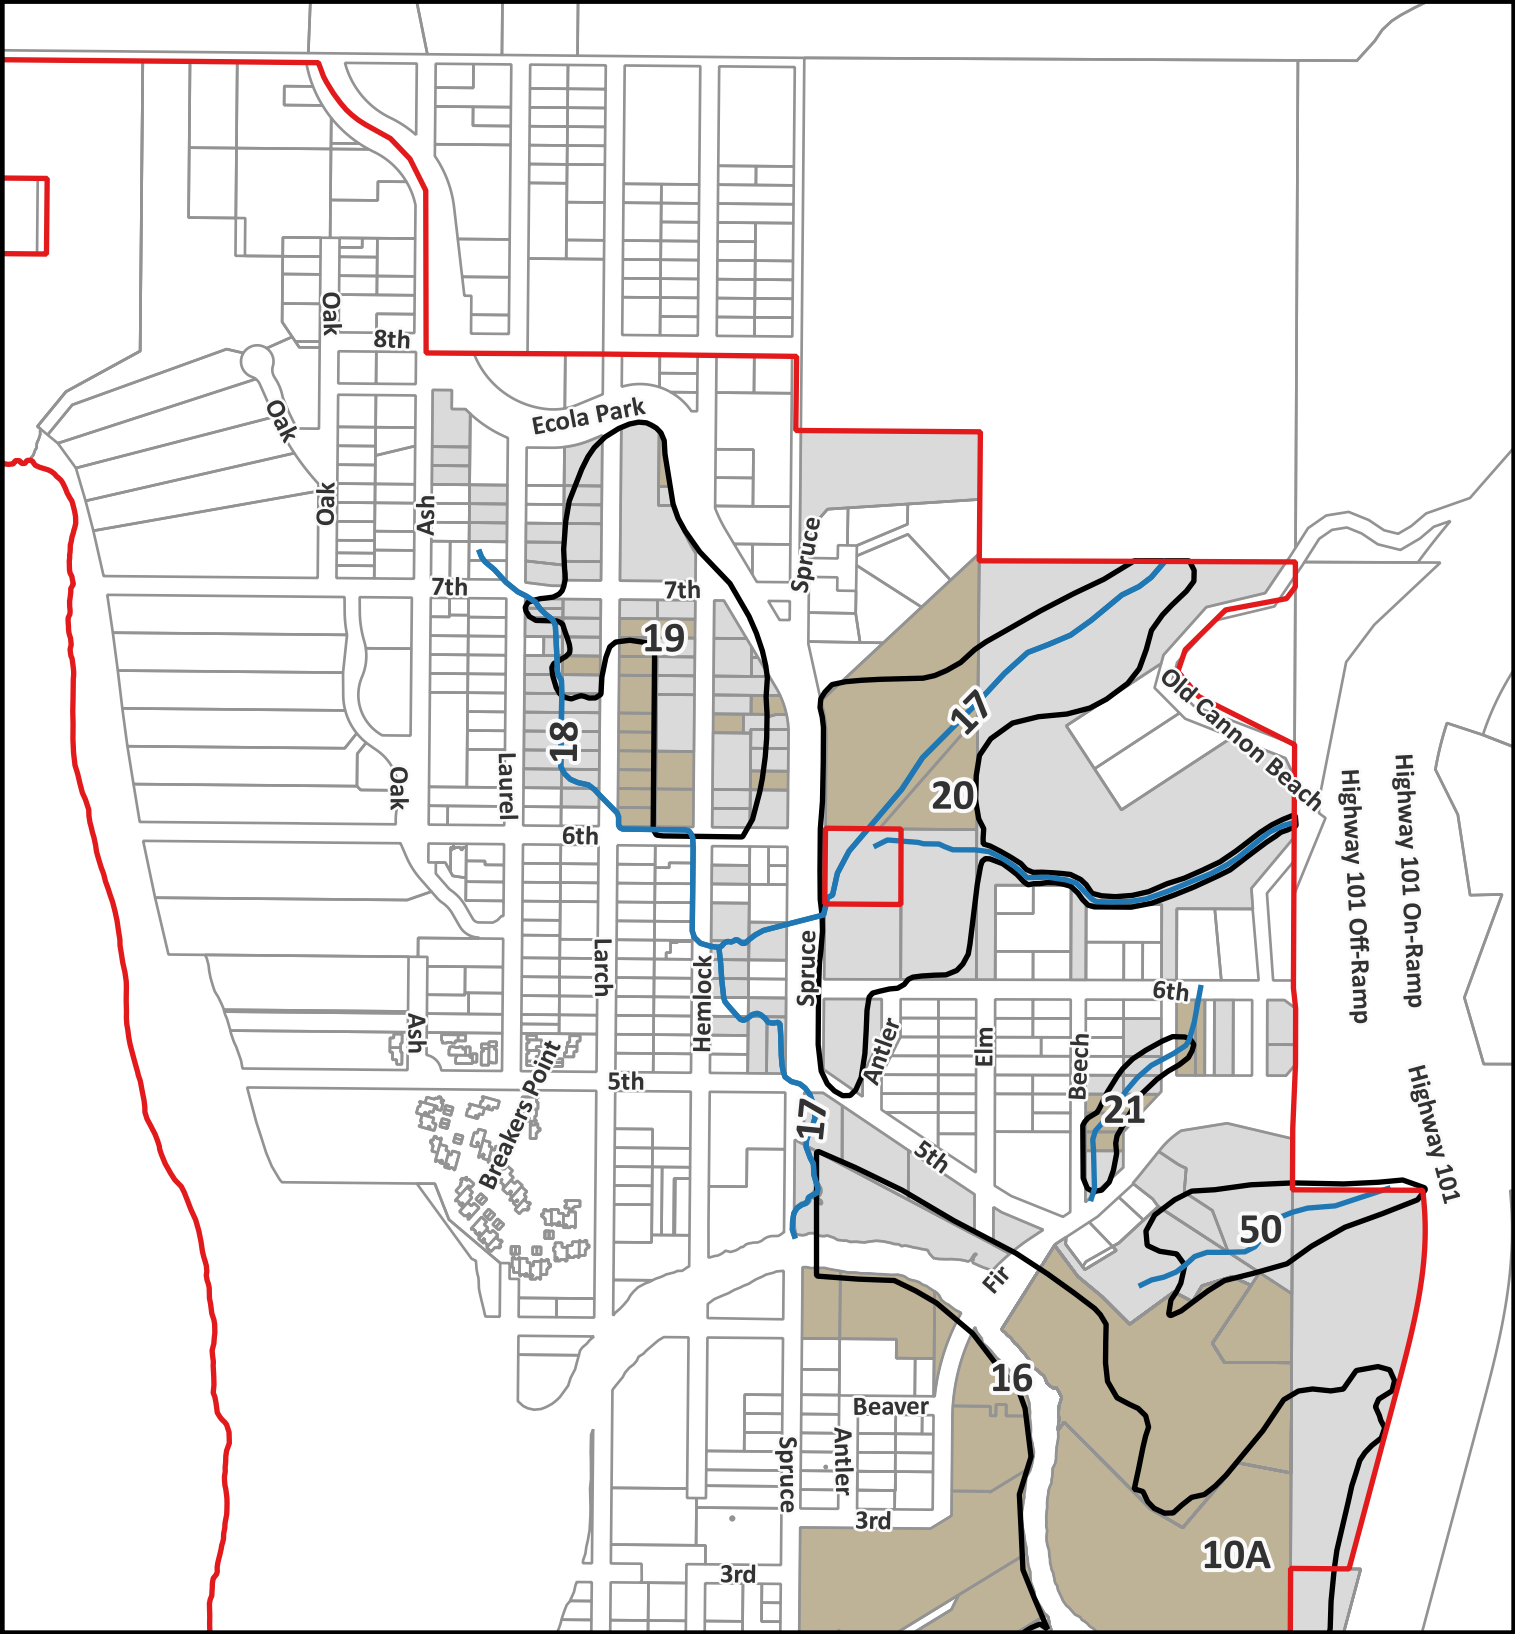 Oak
8th
Oak
Ecola Park
Oak
Ash
Spruce
7th
7th
19
17
Old Cannon Beach
18
20
Laurel
Oak
6th
Highway 101 Off-Ramp
Highway 101 On-Ramp
Larch
Hemlock
Spruce
6th
Ash
Antler
Elm
Beech
Breakers Point
5th
17
21
Highway 101
5th
50
Fir
16
Beaver
Spruce
Antler
3rd
10A
3rd